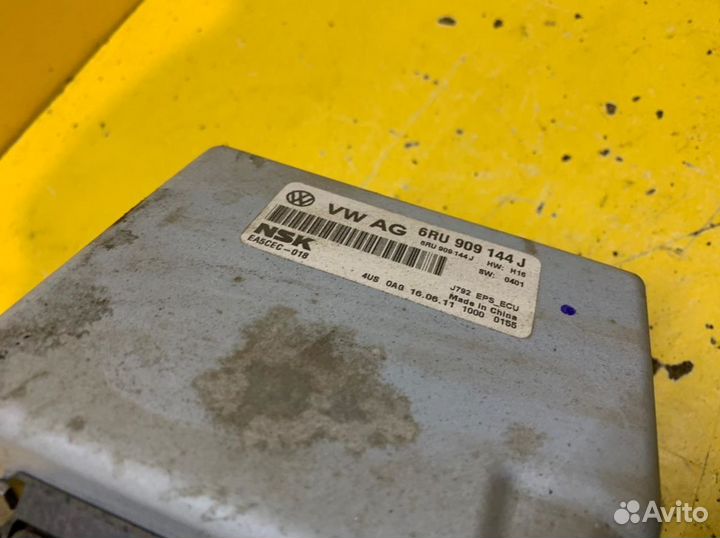 VW AG 6RU 909 144 J
6RU 909 144 J HW: H16
NSK SW: 0401
EA5CEC-018
J792 EPS_ECU
Made in China
4US 0AG 16.06.11 1000 0155
Avito